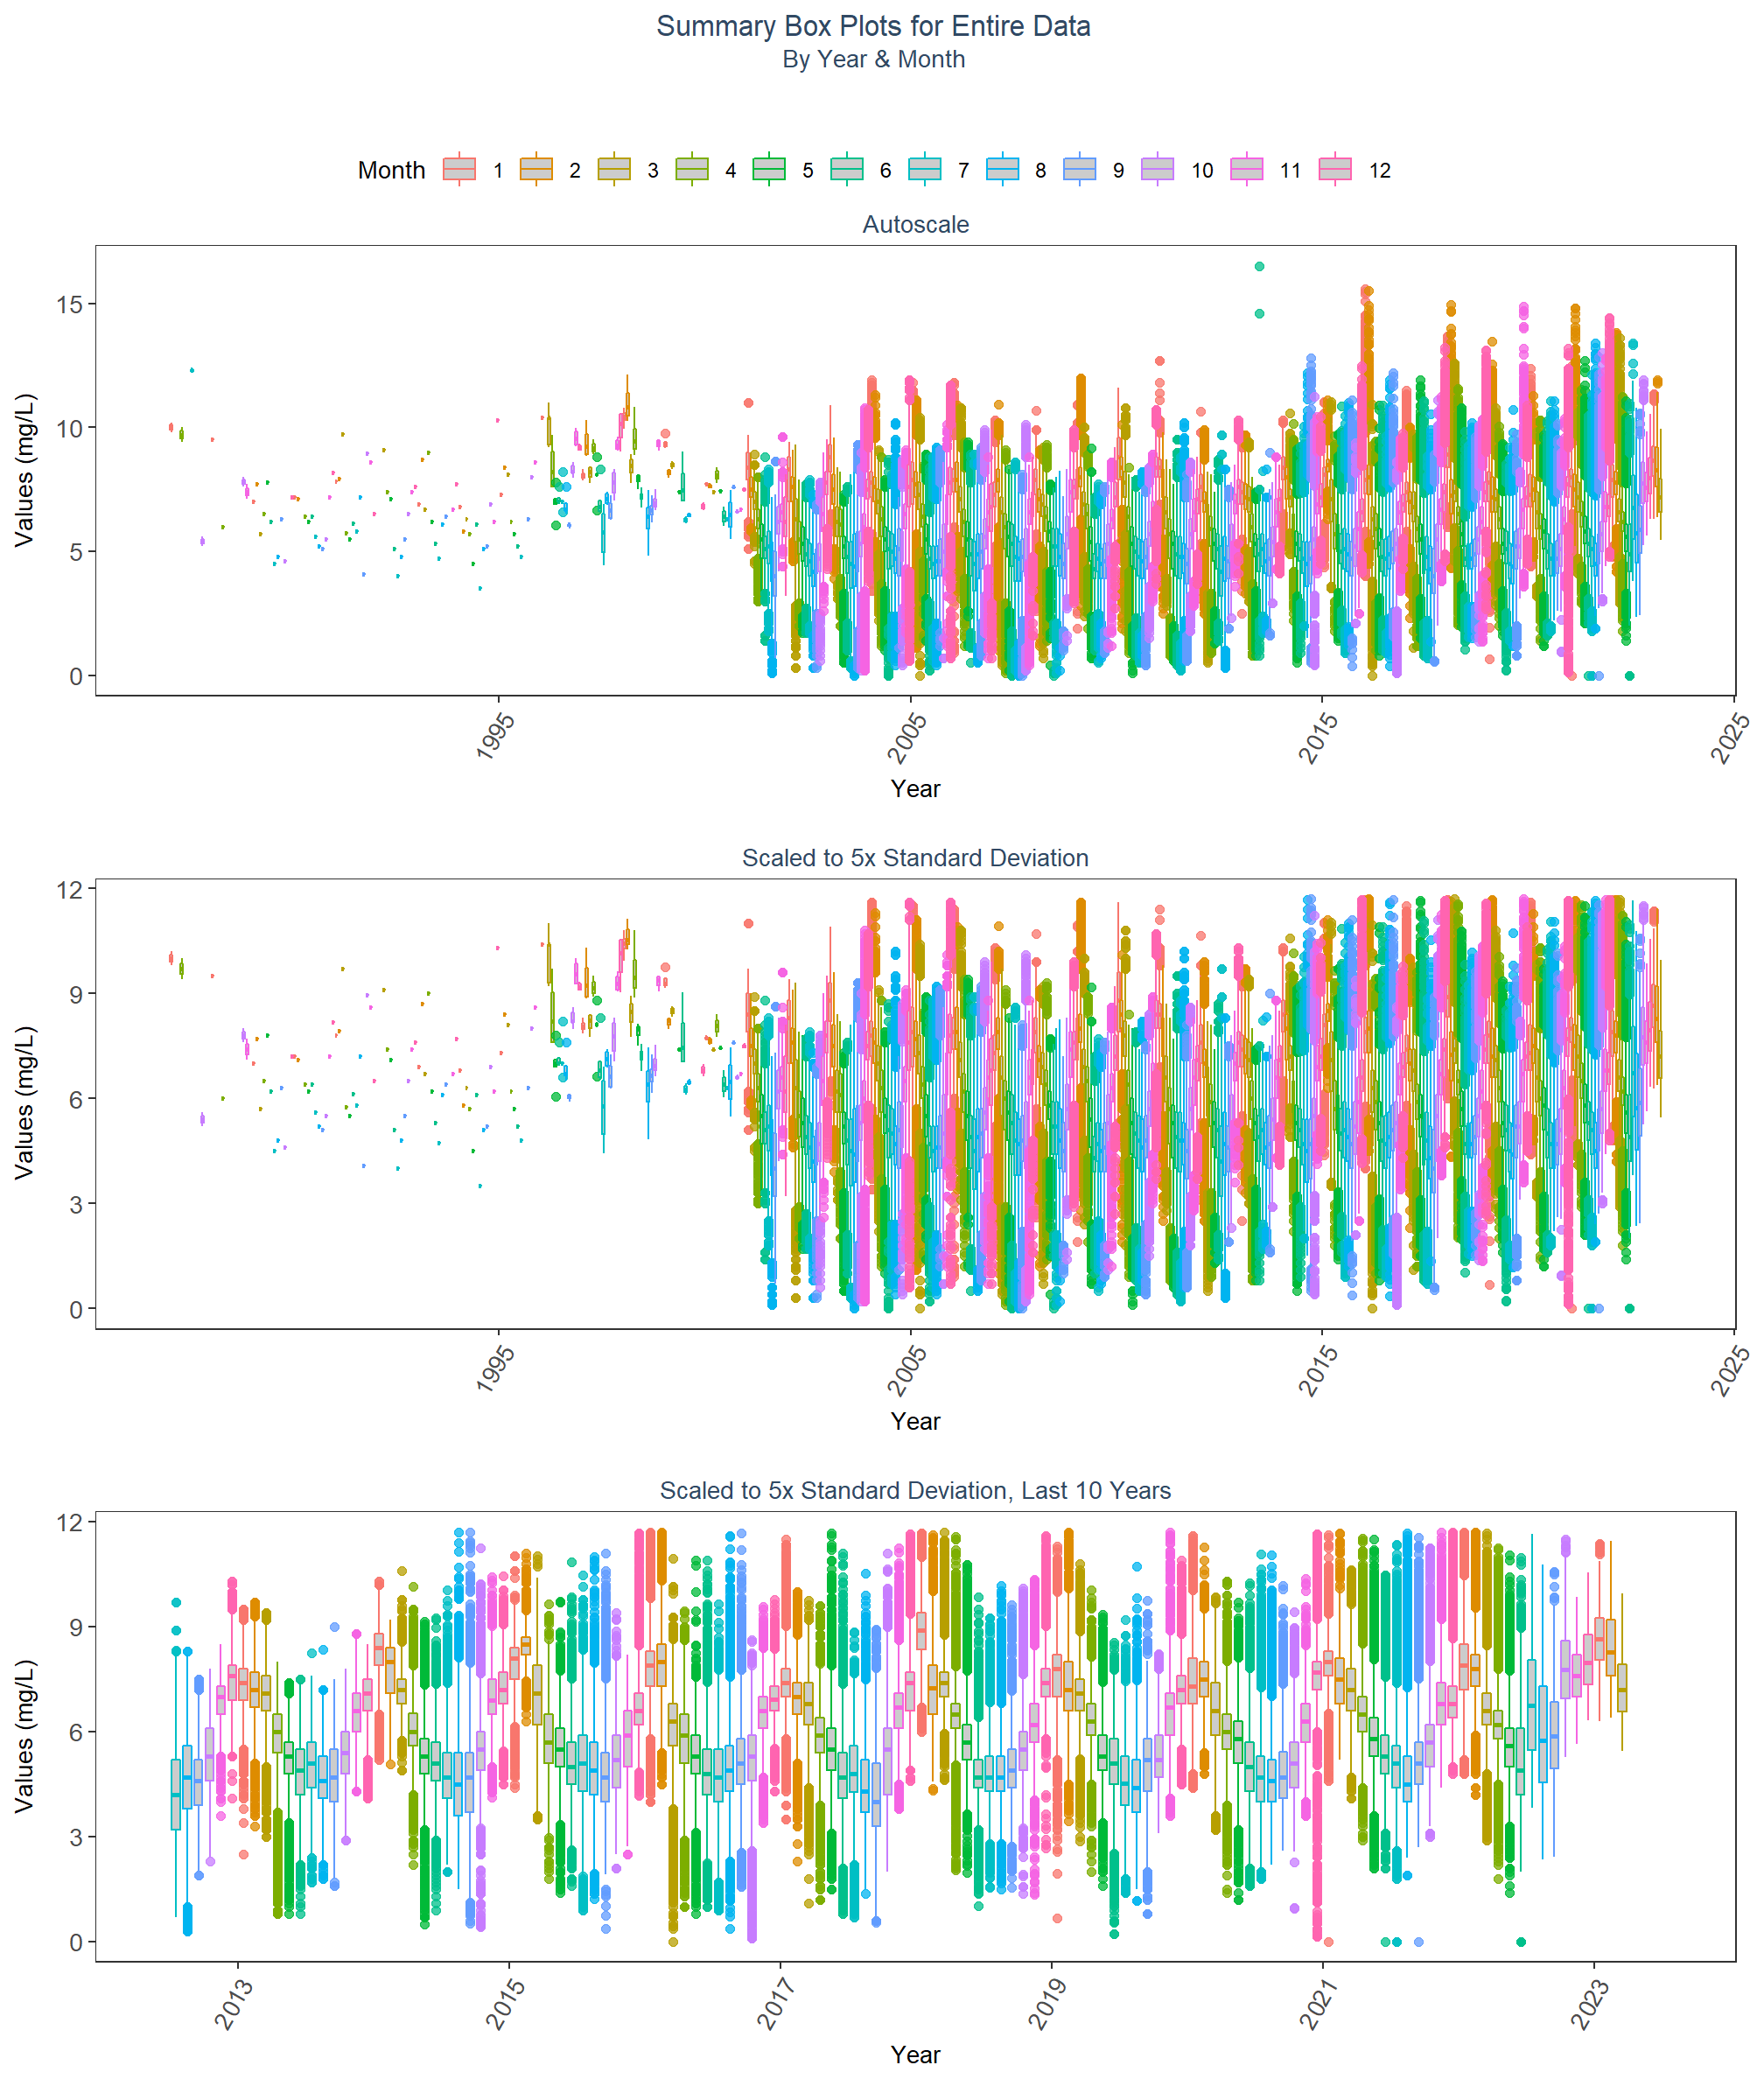 Summary Box Plots for Entire Data
By Year & Month
Month 1 2 3 4 5 6 7 8 9 10 11 12
Autoscale
Values (mg/L)
15
10
5
0
1995 2005 2015 2025
Year
Scaled to 5x Standard Deviation
Values (mg/L)
12
9
6
3
0
1995 2005 2015 2025
Year
Scaled to 5x Standard Deviation, Last 10 Years
Values (mg/L)
12
9
6
3
0
2013 2015 2017 2019 2021 2023
Year